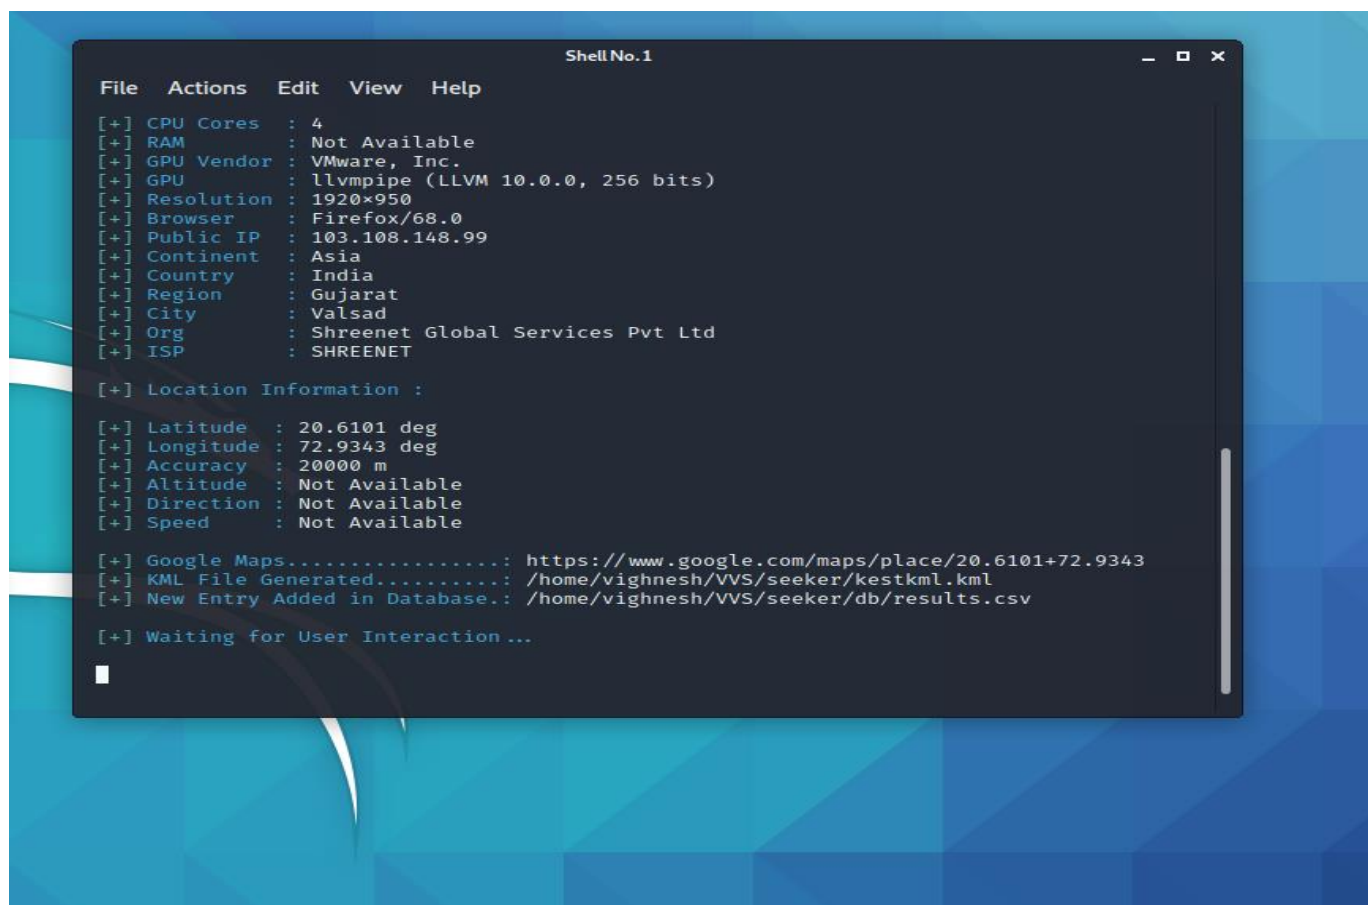 Shell No.1
File Actions Edit View Help
[+] CPU Cores : 4
[+] RAM : Not Available
[+] GPU Vendor : VMware, Inc.
[+] GPU : llvmpipe (LLVM 10.0.0, 256 bits)
[+] Resolution : 1920×950
[+] Browser : Firefox/68.0
[+] Public IP : 103.108.148.99
[+] Continent : Asia
[+] Country : India
[+] Region : Gujarat
[+] City : Valsad
[+] Org : Shreenet Global Services Pvt Ltd
[+] ISP : SHREENET
[+] Location Information :
[+] Latitude : 20.6101 deg
[+] Longitude : 72.9343 deg
[+] Accuracy : 20000 m
[+] Altitude : Not Available
[+] Direction : Not Available
[+] Speed : Not Available
[+] Google Maps.................: https://www.google.com/maps/place/20.6101+72.9343
[+] KML File Generated..........: /home/vighnesh/VVS/seeker/kestkml.kml
[+] New Entry Added in Database.: /home/vighnesh/VVS/seeker/db/results.csv
[+] Waiting for User Interaction...